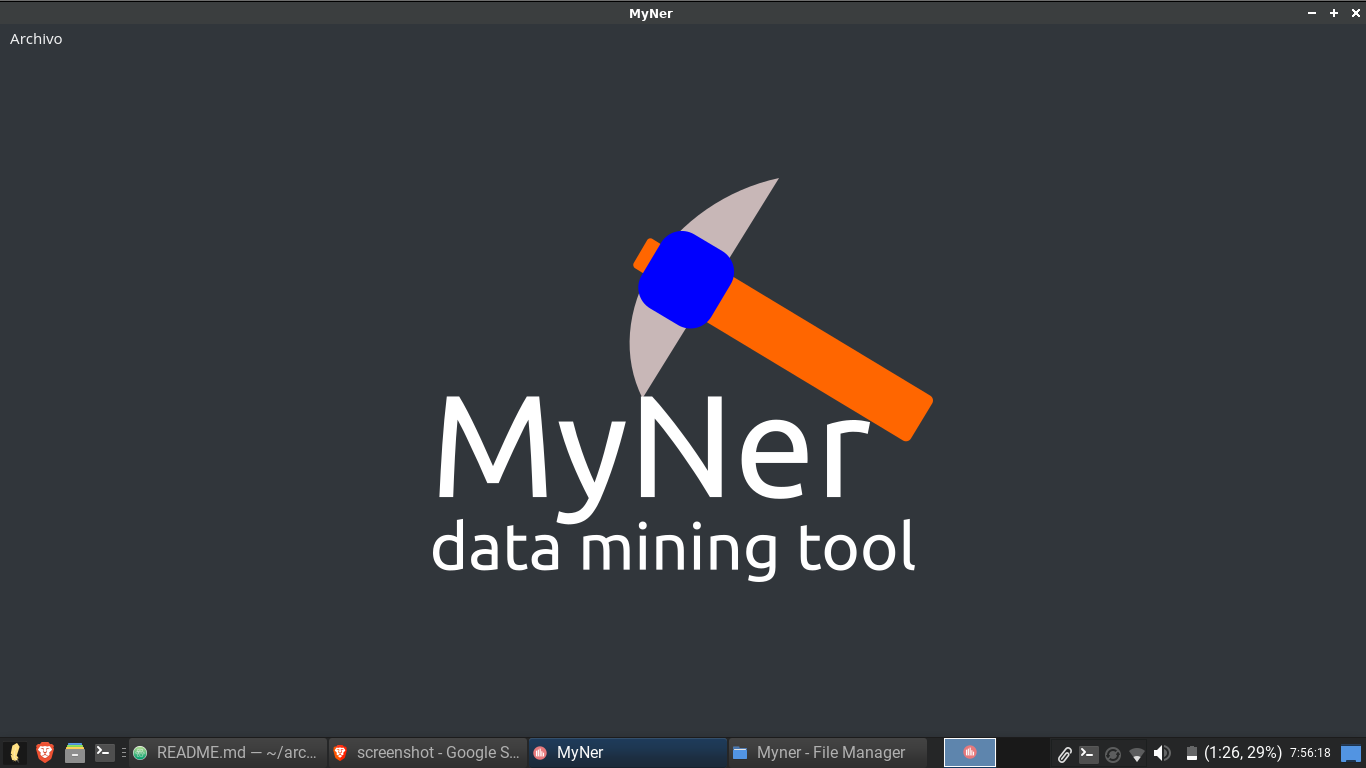 MyNer
Archivo
MyNer
data mining tool
README.md — ~/arc...
screenshot - Google S...
MyNer
Myner - File Manager
(1:26, 29%)
7:56:18